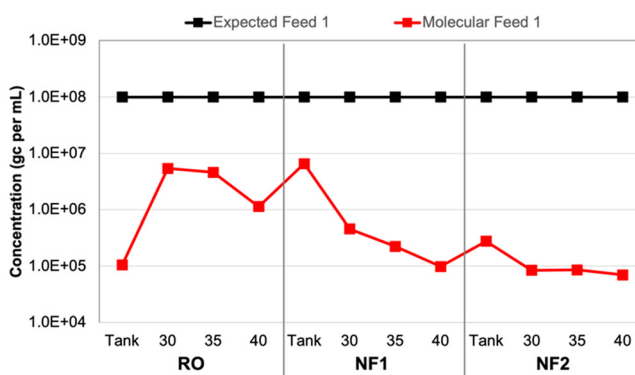 Expected Feed 1 Molecular Feed 1
1.0E+09
1.0E+08
1.0E+07
1.0E+06
1.0E+05
1.0E+04
Concentration (gc per mL)
Tank 30 35 40 Tank 30 35 40 Tank 30 35 40
RO NF1 NF2